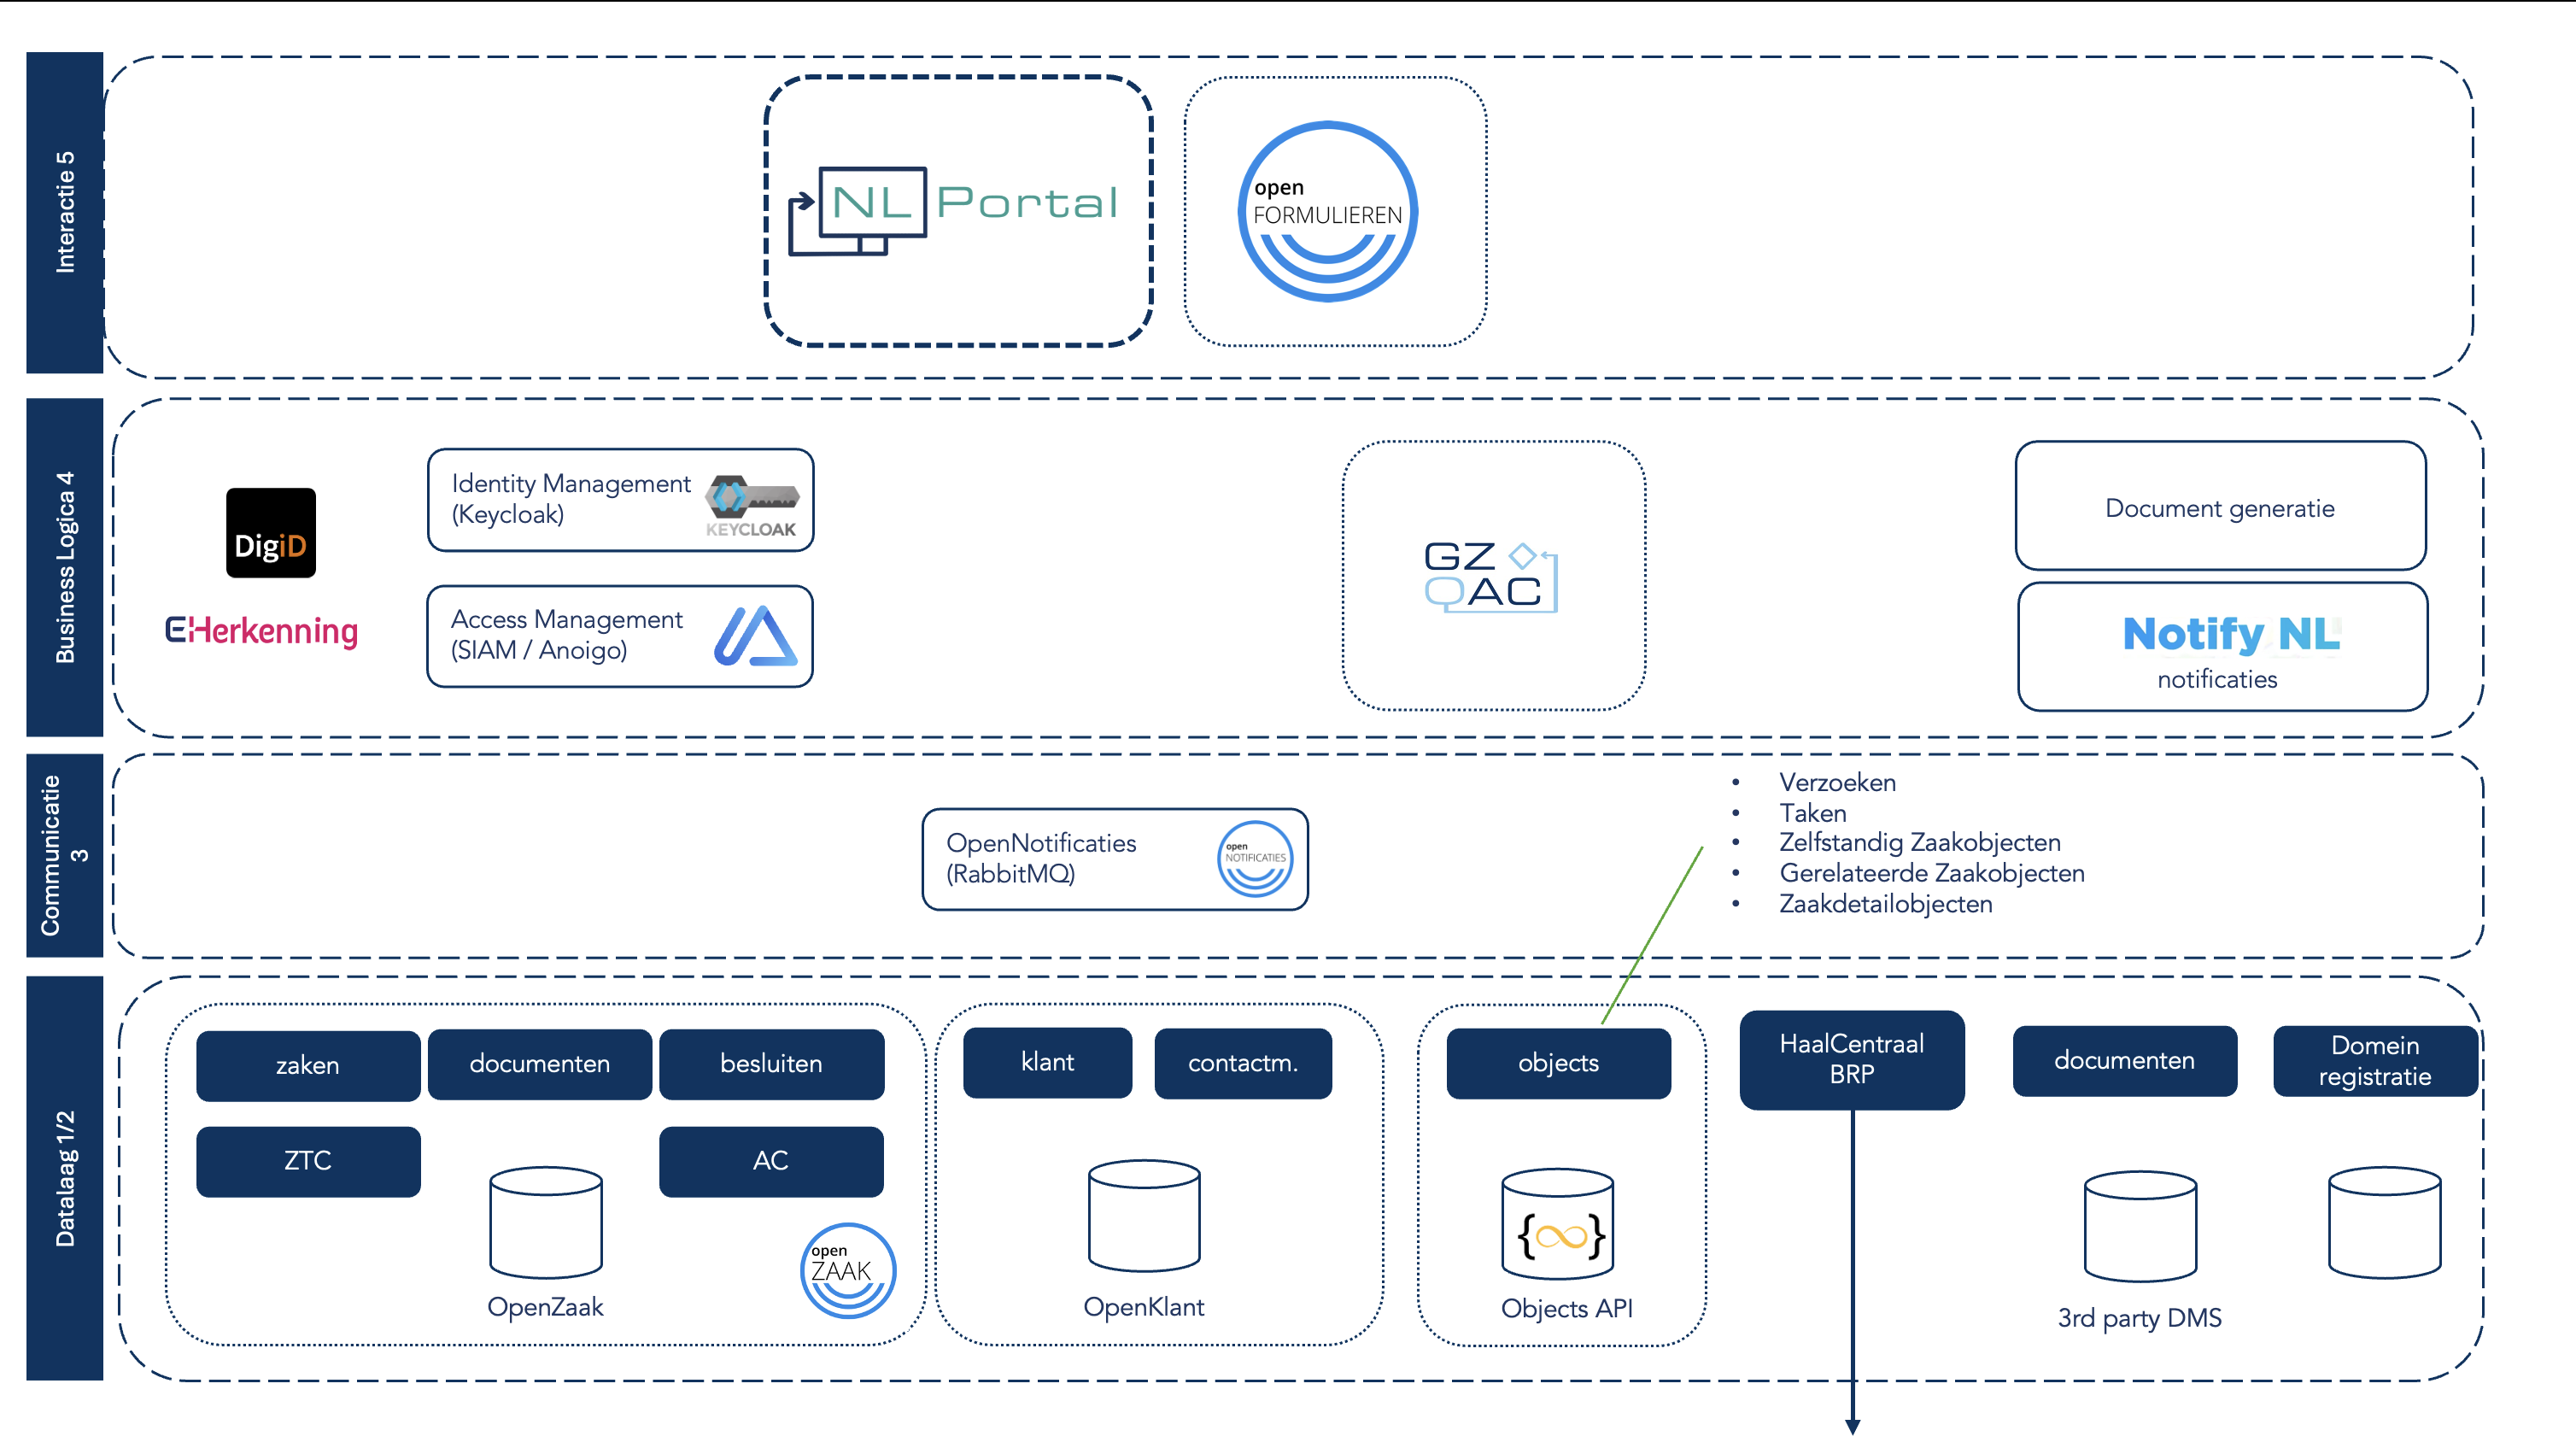 Interactie 5
NL Portal
open
FORMULIEREN
Business Logica 4
DigiD
EHerkenning
Identity Management
(Keycloak)
KEYCLOAK
Access Management
(SIAM / Anoigo)
GZ
OAC
Document generatie
Notify NL
notificaties
Communicatie
3
OpenNotificaties
(RabbitMQ)
open
NOTIFICATIES
• Verzoeken
• Taken
• Zelfstandig Zaakobjecten
• Gerelateerde Zaakobjecten
• Zaakdetailobjecten
Datalaag 1/2
zaken
documenten
besluiten
ZTC
AC
open
ZAAK
OpenZaak
klant
contactm.
OpenKlant
objects
{∞}
Objects API
HaalCentraal
BRP
documenten
3rd party DMS
Domein
registratie